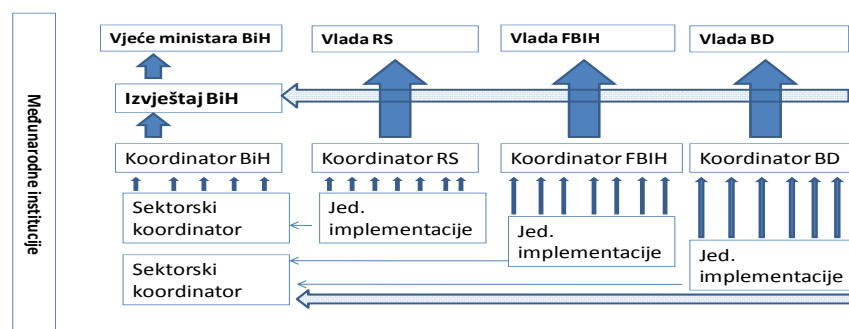 Međunarodne institucije
Vjeće ministara BiH
Vlada RS
Vlada FBIH
Vlada BD
Izvještaj BiH
Koordinator BiH
Koordinator RS
Koordinator FBIH
Koordinator BD
Sektorski
koordinator
Jed.
implementacije
Jed.
implementacije
Jed.
implementacije
Sektorski
koordinator